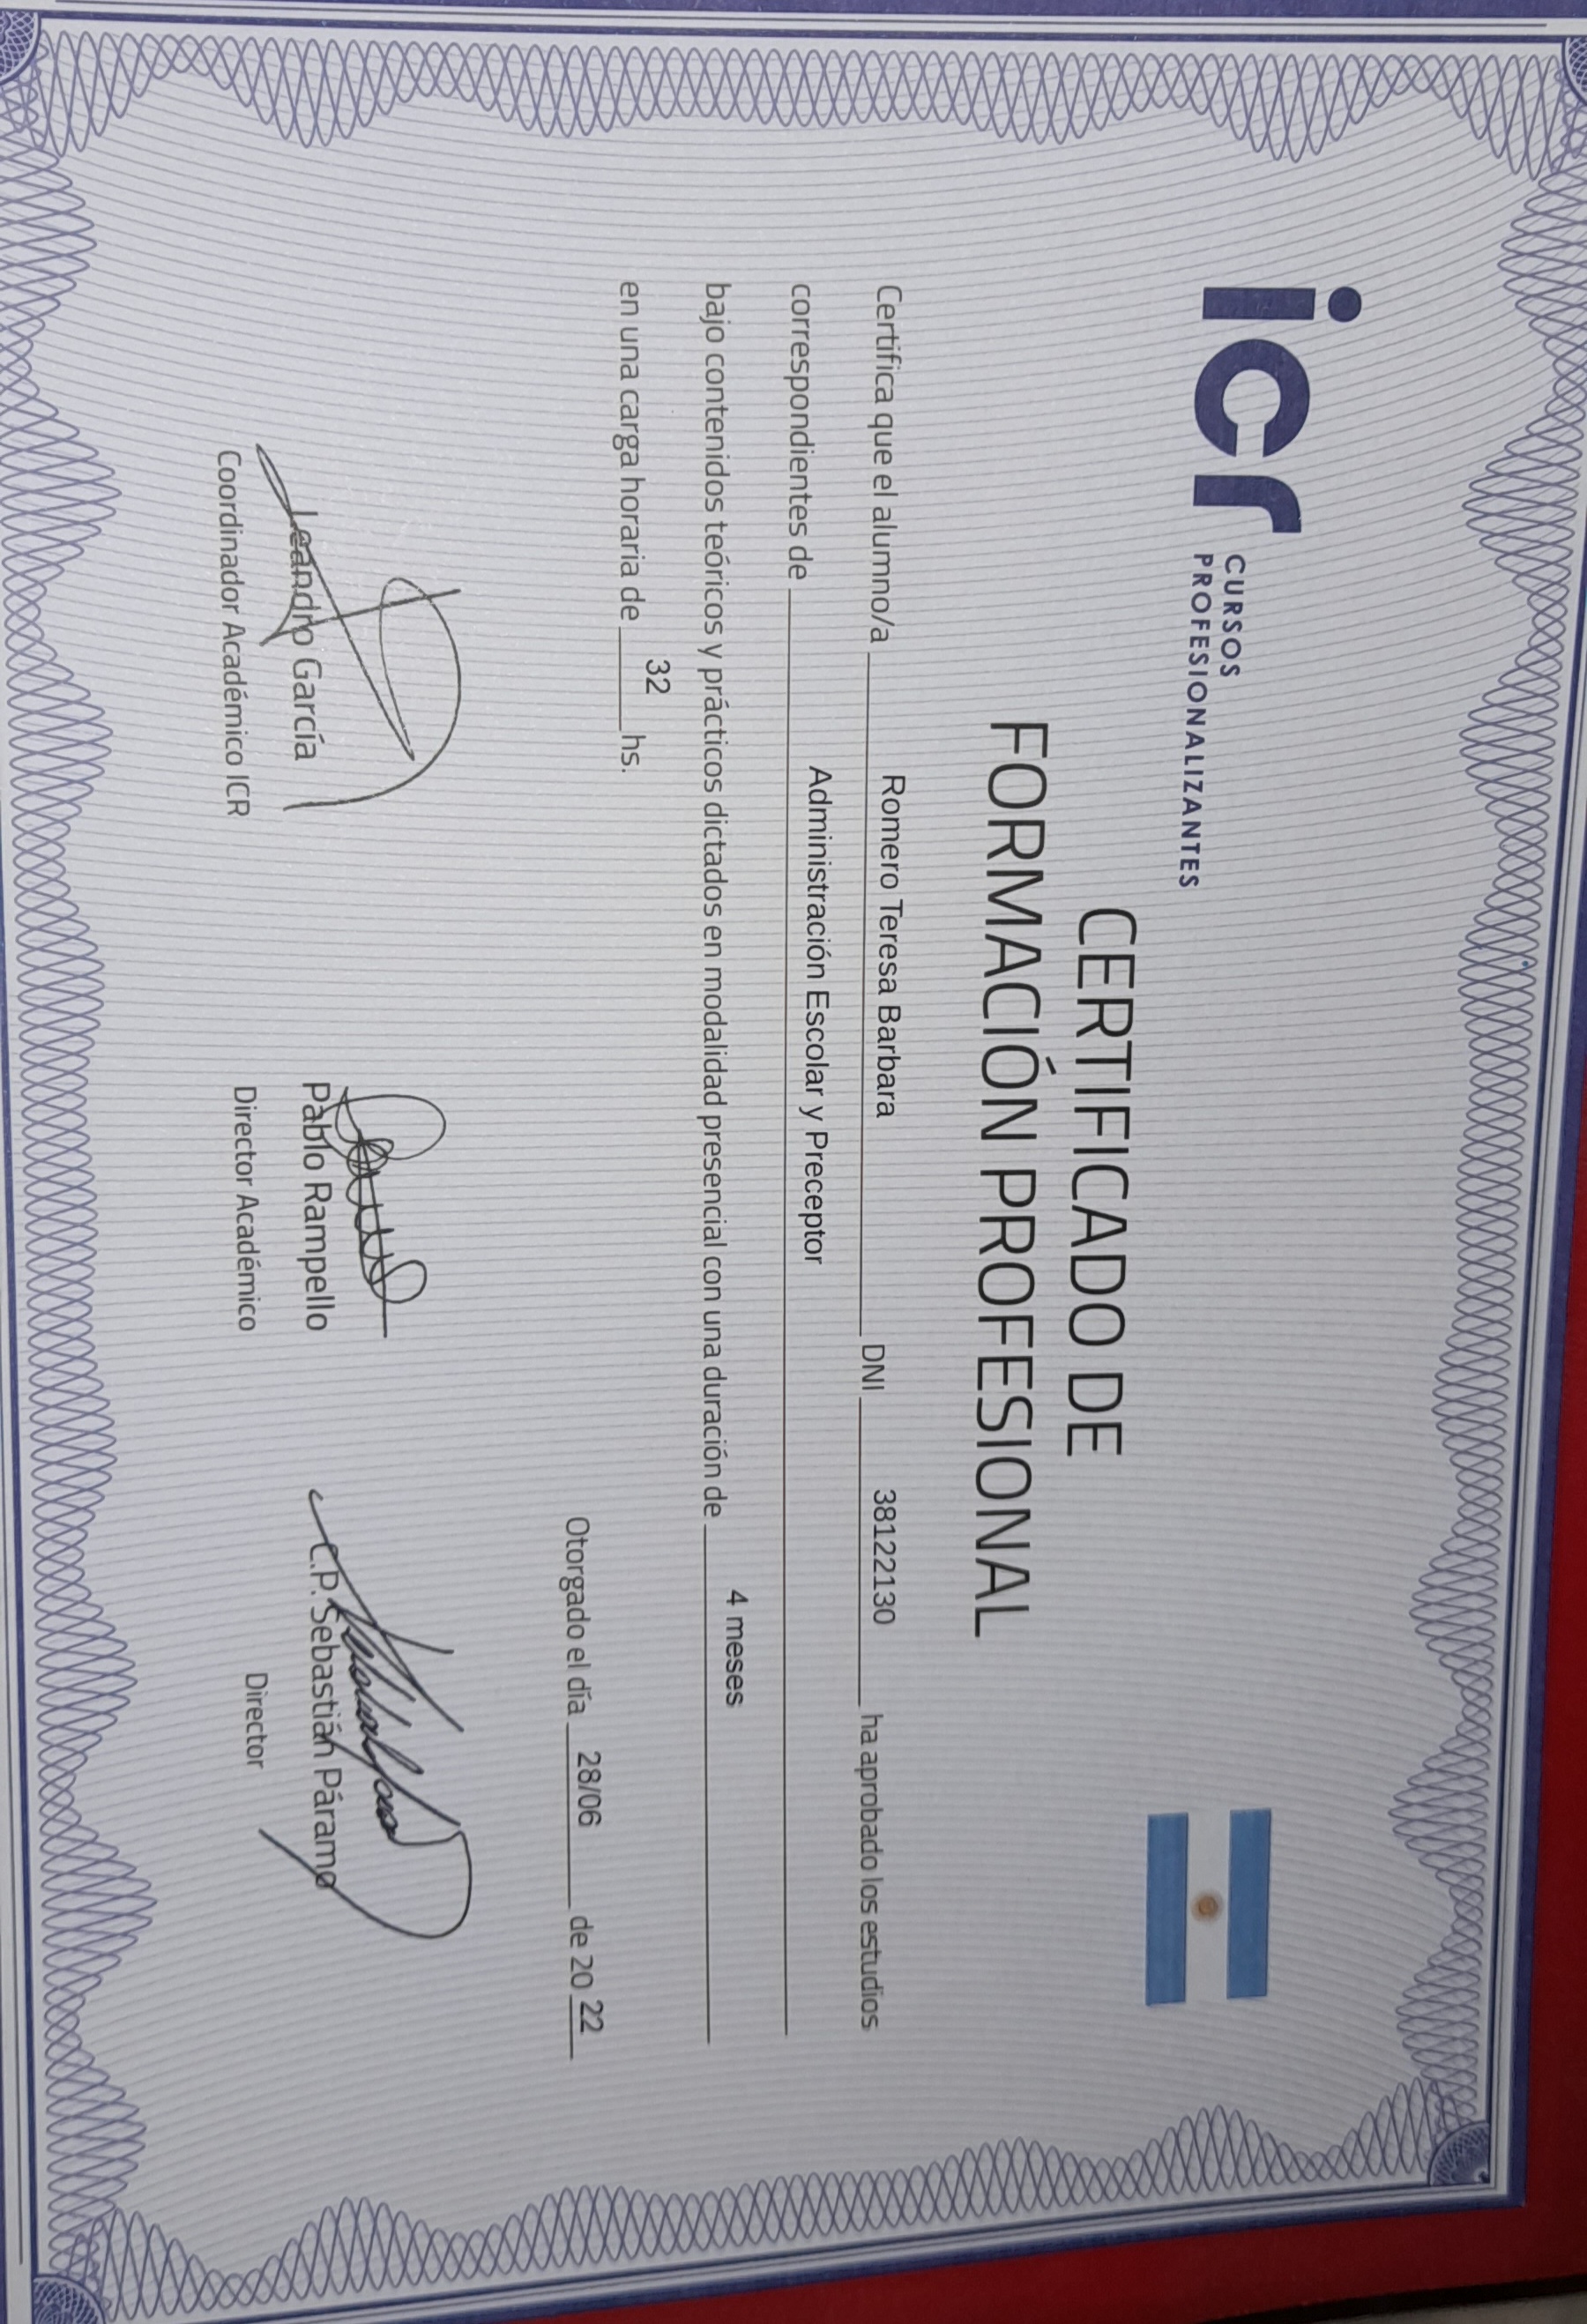 icr
CURSOS
PROFESIONALIZANTES
CERTIFICADO DE
FORMACIÓN PROFESIONAL
Certifica que el alumno/a Romero Teresa Barbara DNI 38122130 ha aprobado los estudios
correspondientes de Administración Escolar y Preceptor
bajo contenidos teóricos y prácticos dictados en modalidad presencial con una duración de 4 meses
en una carga horaria de 32 hs.
Otorgado el día 28/06 de 2022
Leandro García
Coordinador Académico ICR
Pablo Rampello
Director Académico
C.P. Sebastián Páramo
Director